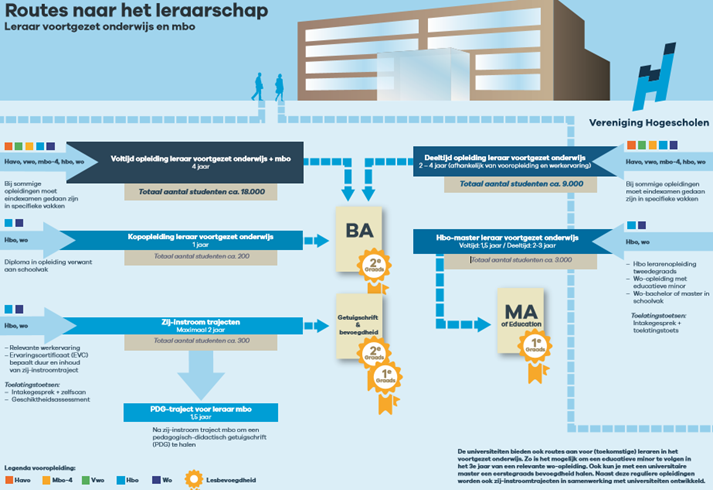 Routes naar het leraarschap
Leraar voortgezet onderwijs en mbo
Vereniging Hogescholen
Havo, vwo, mbo-4, hbo, wo
Bij sommige
opleidingen moet
eindexamen gedaan zijn
in specifieke vakken
Voltijd opleiding leraar voortgezet onderwijs + mbo
4 jaar
Totaal aantal studenten ca. 18.000
Deeltijd opleiding leraar voortgezet onderwijs
2 – 4 jaar (afhankelijk van vooropleiding en werkervaring)
Totaal aantal studenten ca. 9.000
Havo, vwo, mbo-4, hbo, wo
Bij sommige
opleidingen moet
eindexamen gedaan zijn
in specifieke vakken
Hbo, wo
Diploma in opleiding verwant
aan schoolvak
Kopopleiding leraar voortgezet onderwijs
1 jaar
Totaal aantal studenten ca. 200
BA
2e
Graads
Hbo-master leraar voortgezet onderwijs
Voltijd: 1,5 jaar / Deeltijd: 2-3 jaar
Totaal aantal studenten ca. 3.000
Hbo, wo
– Hbo lerarenopleiding
tweedegraads
– Wo-opleiding met
educatieve minor
– Wo-bachelor of master in
schoolvak
Toelatingstoetsen:
Intakegesprek +
toelatingstoets
MA
of Education
1e
Graads
Hbo, wo
– Relevante werkervaring
– Ervaringscertificaat (EVC)
bepaalt duur en inhoud
van zij-instroomtraject
Toelatingstoetsen:
– Intakegesprek + zelfscan
– Geschiktheidsassessment
Zij-instroom trajecten
Maximaal 2 jaar
Totaal aantal studenten ca. 300
Getuigschrift
&
bevoegdheid
2e
Graads
1e
Graads
PDG-traject voor leraar mbo
1,5 jaar
Na zij-instroom traject mbo om een
pedagogisch-didactisch getuigschrift
(PDG) te halen
Legenda vooropleiding:
Havo Mbo-4 Vwo Hbo Wo Lesbevoegdheid
De universiteiten bieden ook routes aan voor (toekomstige) leraren in het
voortgezet onderwijs. Zo is het mogelijk om een educatieve minor te volgen in
het 3e jaar van een relevante wo-opleiding. Ook kun je met een universitaire
master een eerstegraads bevoegdheid halen. Naast deze reguliere opleidingen
worden ook zij-instroomtrajecten in samenwerking met universiteiten ontwikkeld.